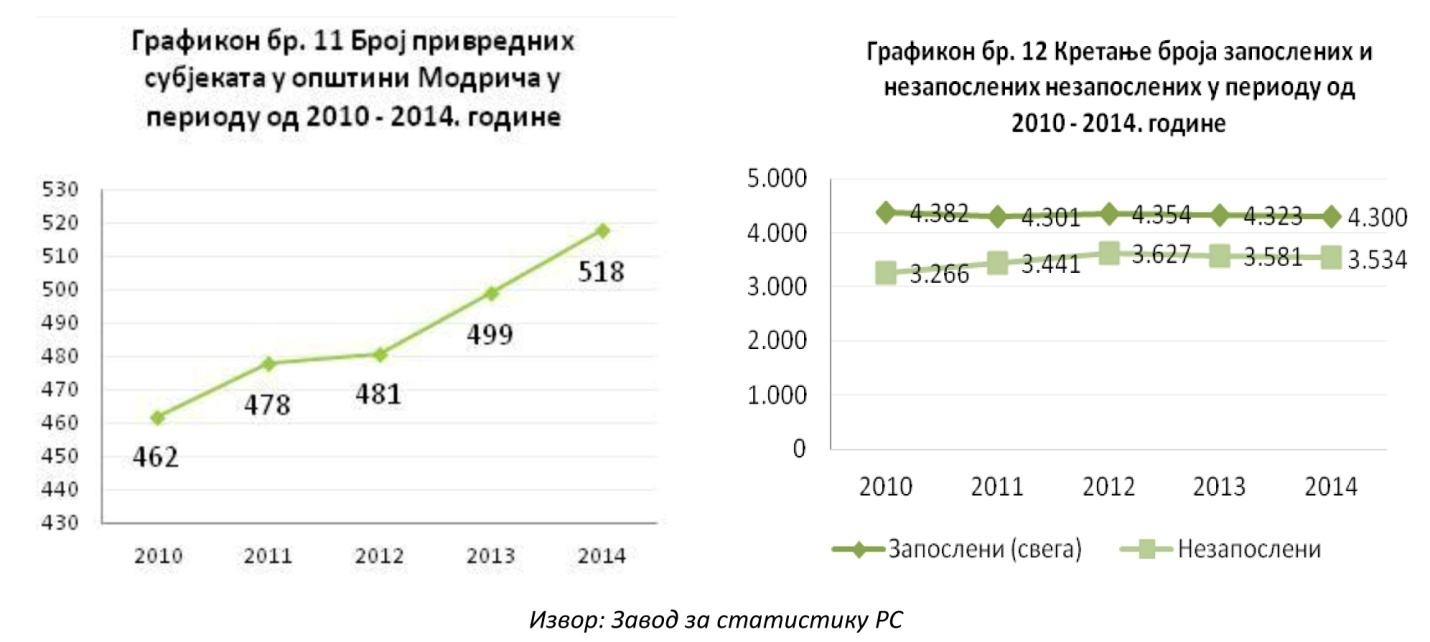 Графикон бр. 11 Број привредних
субјеката у општини Модрича у
периоду од 2010 - 2014. године
530
520
510
500
490
480
470
460
450
440
430
462
478
481
499
518
2010 2011 2012 2013 2014
Графикон бр. 12 Кретање броја запослених и
незапослених незапослених у периоду од
2010 - 2014. године
5.000
4.000
3.000
2.000
1.000
0
4.382 4.301 4.354 4.323 4.300
3.266 3.441 3.627 3.581 3.534
2010 2011 2012 2013 2014
Запослени (свега) Незапослени
Извор: Завод за статистику РС